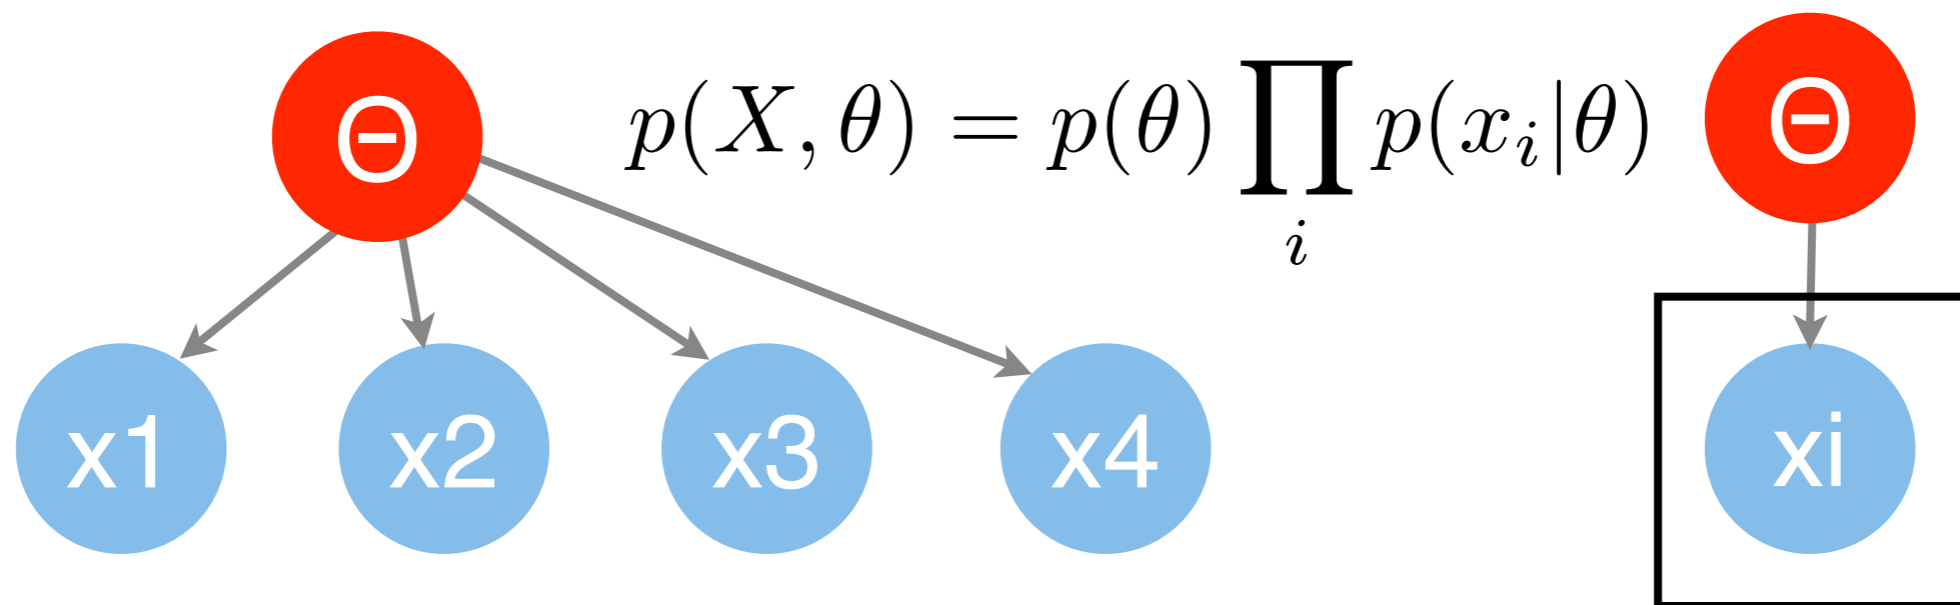 Θ
p(X, θ) = p(θ) ∏ p(x_i|θ)
i
Θ
x1
x2
x3
x4
xi